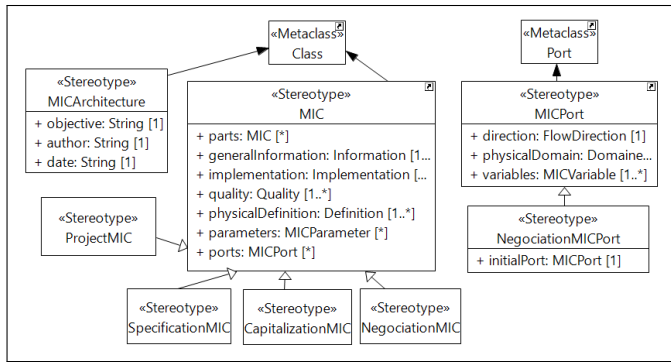 «Metaclass»
Class
«Metaclass»
Port
«Stereotype»
MICArchitecture
+ objective: String [1]
+ author: String [1]
+ date: String [1]
«Stereotype»
MIC
+ parts: MIC [*]
+ generalInformation: Information [1...
+ implementation: Implementation [...
+ quality: Quality [1..*]
+ physicalDefinition: Definition [1..*]
+ parameters: MICParameter [*]
+ ports: MICPort [*]
«Stereotype»
MICPort
+ direction: FlowDirection [1]
+ physicalDomain: Domaine...
+ variables: MICVariable [1..*]
«Stereotype»
ProjectMIC
«Stereotype»
NegociationMICPort
+ initialPort: MICPort [1]
«Stereotype»
SpecificationMIC
«Stereotype»
CapitalizationMIC
«Stereotype»
NegociationMIC